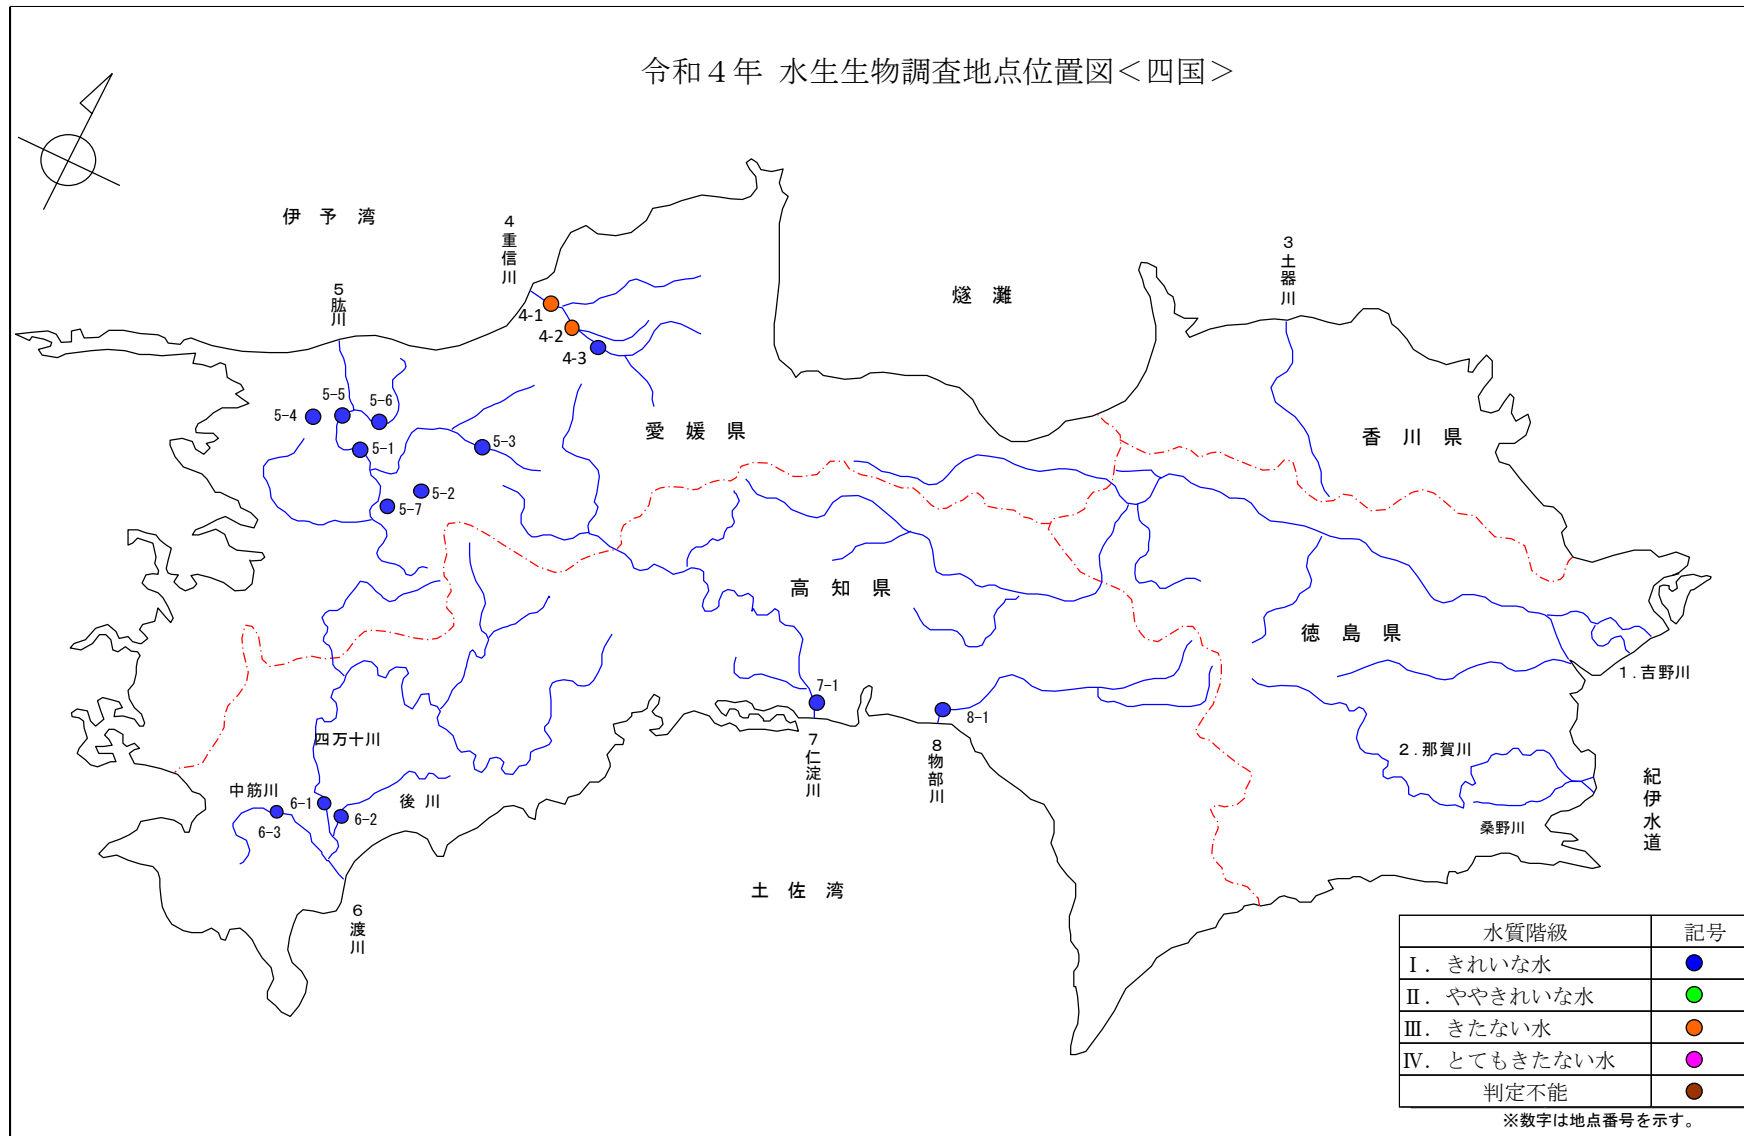 令和４年 水生生物調査地点位置図＜四国＞
伊 予 湾
４重信川
５肱川
燧 灘
３土器川
4-1
4-2
4-3
5-4
5-5
5-6
5-1
5-3
5-2
5-7
愛 媛 県
香 川 県
高 知 県
徳 島 県
１.吉野川
7-1
8-1
７仁淀川
８物部川
四万十川
中筋川
6-1
後 川
6-2
6-3
２.那賀川
桑野川
紀伊水道
土 佐 湾
６渡川
水質階級 記号
Ⅰ. きれいな水
Ⅱ. ややきれいな水
Ⅲ. きたない水
Ⅳ. とてもきたない水
判定不能
※数字は地点番号を示す。